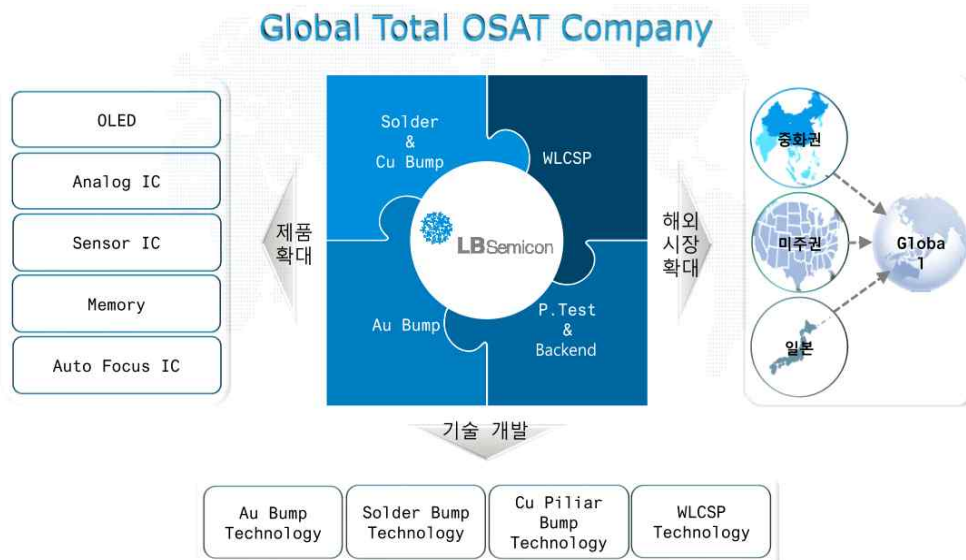 Global Total OSAT Company
OLED
Analog IC
Sensor IC
Memory
Auto Focus IC
제품
확대
Solder
&
Cu Bump
WLCSP
LB Semicon
Au Bump
P.Test
&
Backend
해외
시장
확대
중화권
미주권
일본
Globa
l
기술 개발
Au Bump
Technology
Solder Bump
Technology
Cu Piliar
Bump
Technology
WLCSP
Technology